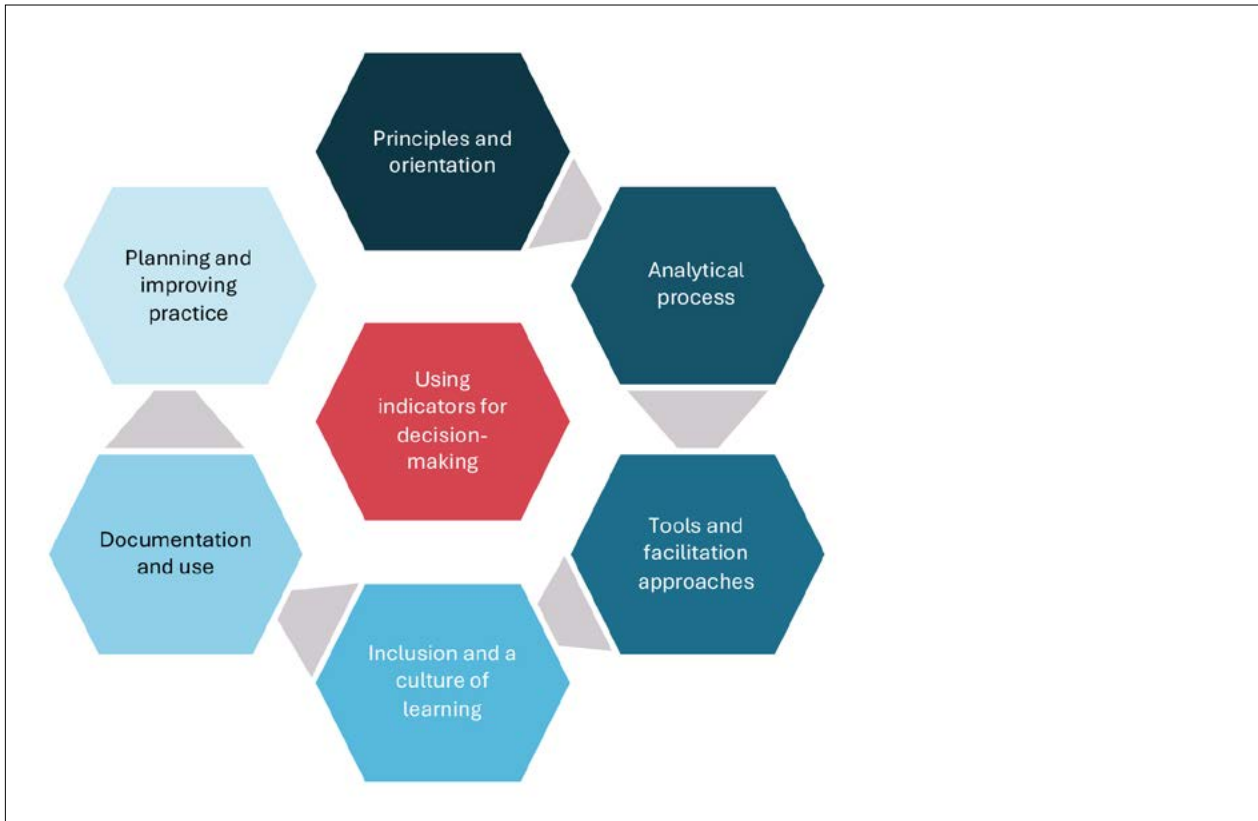 Principles and
orientation
Analytical
process
Tools and
facilitation
approaches
Inclusion and a
culture of
learning
Documentation
and use
Planning and
improving
practice
Using
indicators for
decision-
making